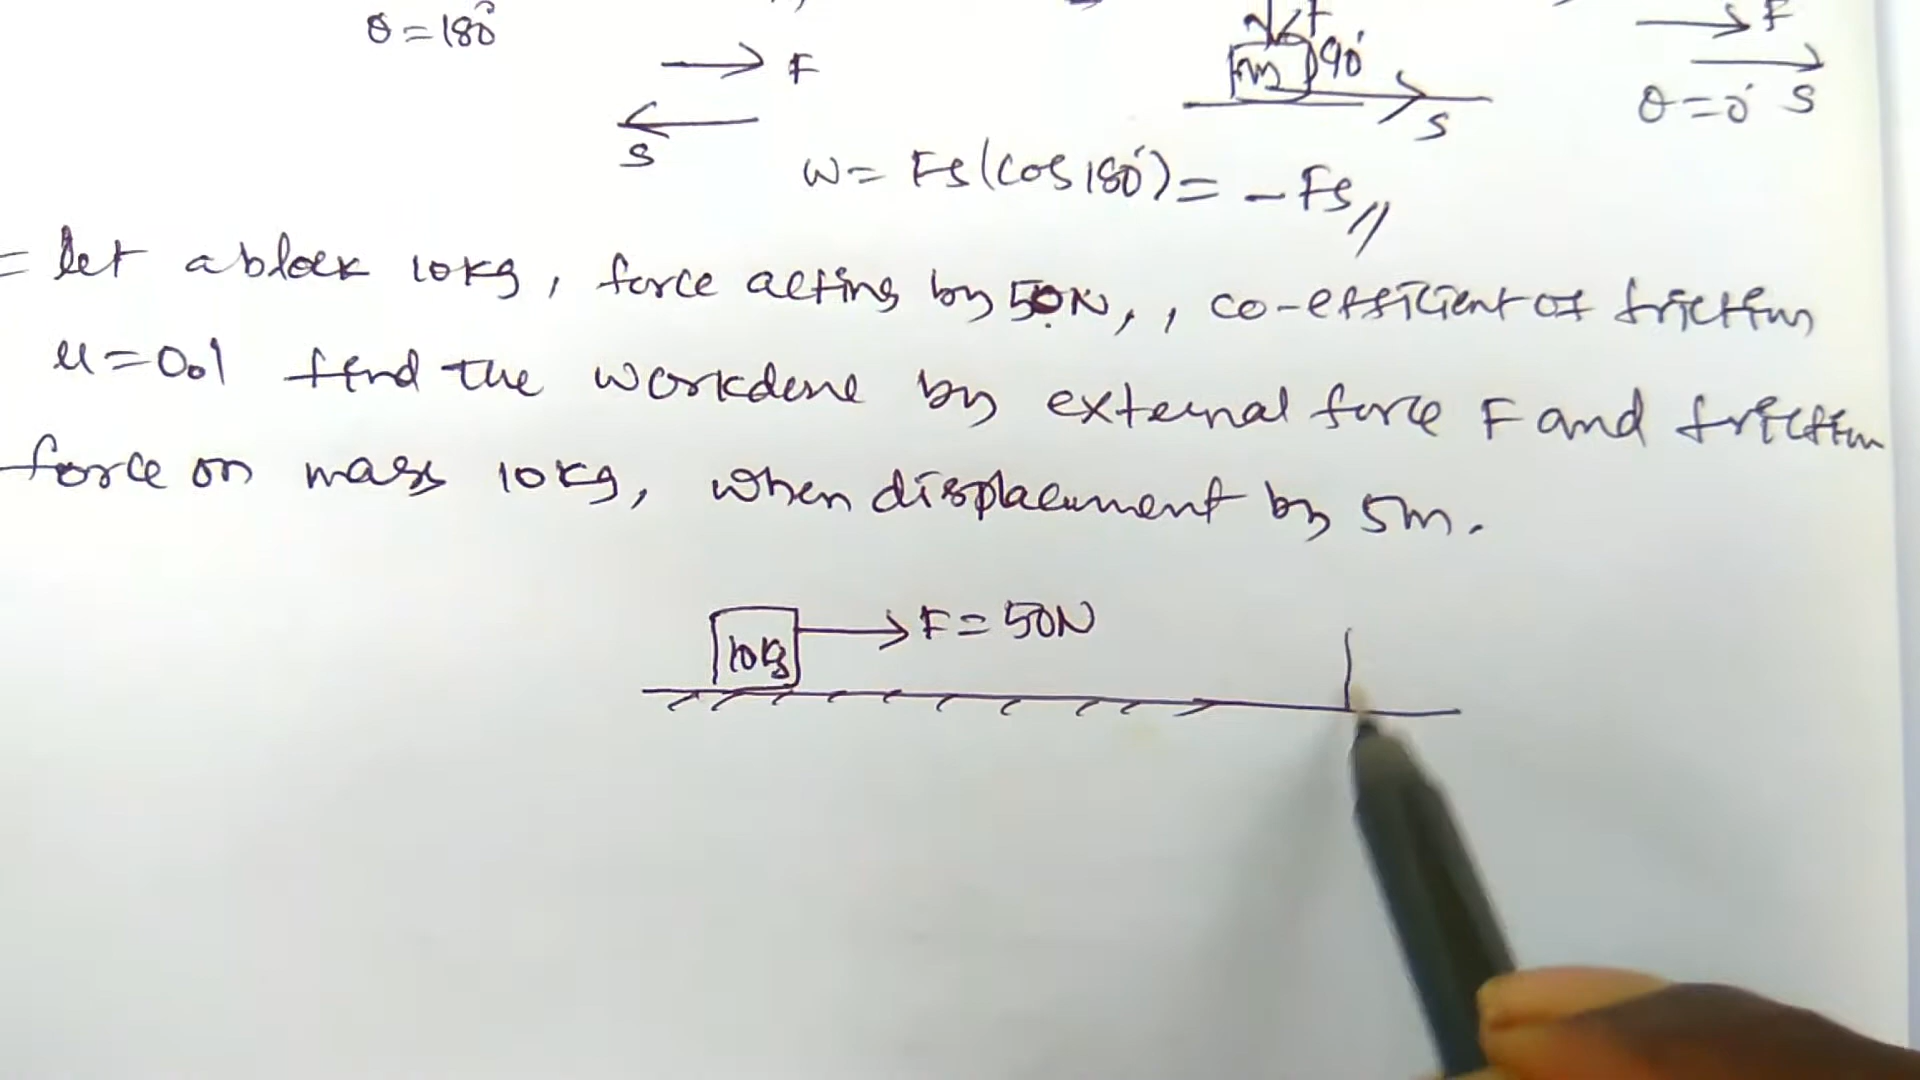 θ = 180°
F
S
F
m
90°
S
F
S
θ = 0°
W = FS(cos 180°) = -FS//
= let a block 10kg, force acting by 50N, , co-efficient of friction
μ = 0.1 find the workdone by external force F and friction
force on mass 10kg, when displacement by 5m.
10kg
F = 50N